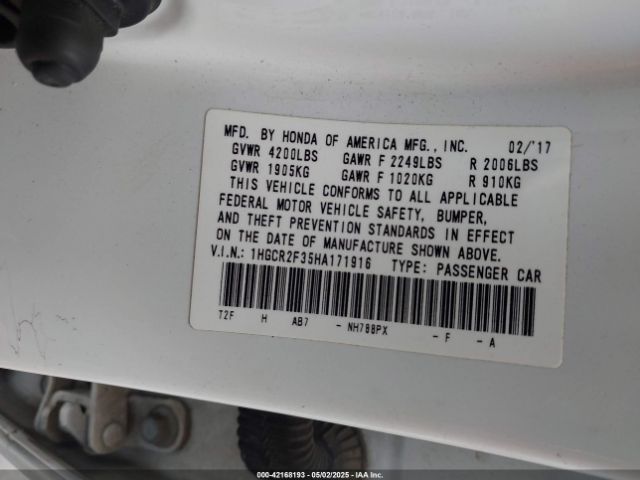 MFD. BY HONDA OF AMERICA MFG., INC. 02/'17
GVWR 4200LBS GAWR F 2249LBS R 2006LBS
GVWR 1905KG GAWR F 1020KG R 910KG
THIS VEHICLE CONFORMS TO ALL APPLICABLE
FEDERAL MOTOR VEHICLE SAFETY, BUMPER,
AND THEFT PREVENTION STANDARDS IN EFFECT
ON THE DATE OF MANUFACTURE SHOWN ABOVE.
V.I.N.: 1HGCR2F35HA171916 TYPE: PASSENGER CAR
T2F H AB7 - NH788PX - F - A
000-42168193 - 05/02/2025 - IAA Inc.